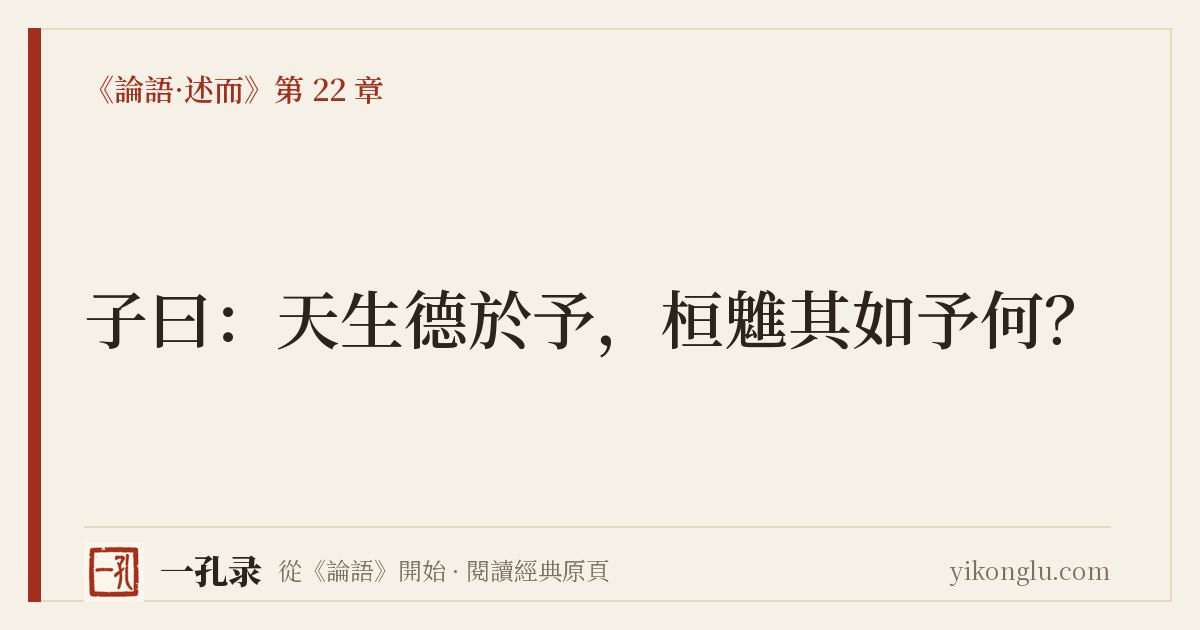 《論語·述而》第 22 章
子曰：天生德於予，桓魋其如予何？
一孔
一孔录 從《論語》開始 · 閱讀經典原頁
yikonglu.com